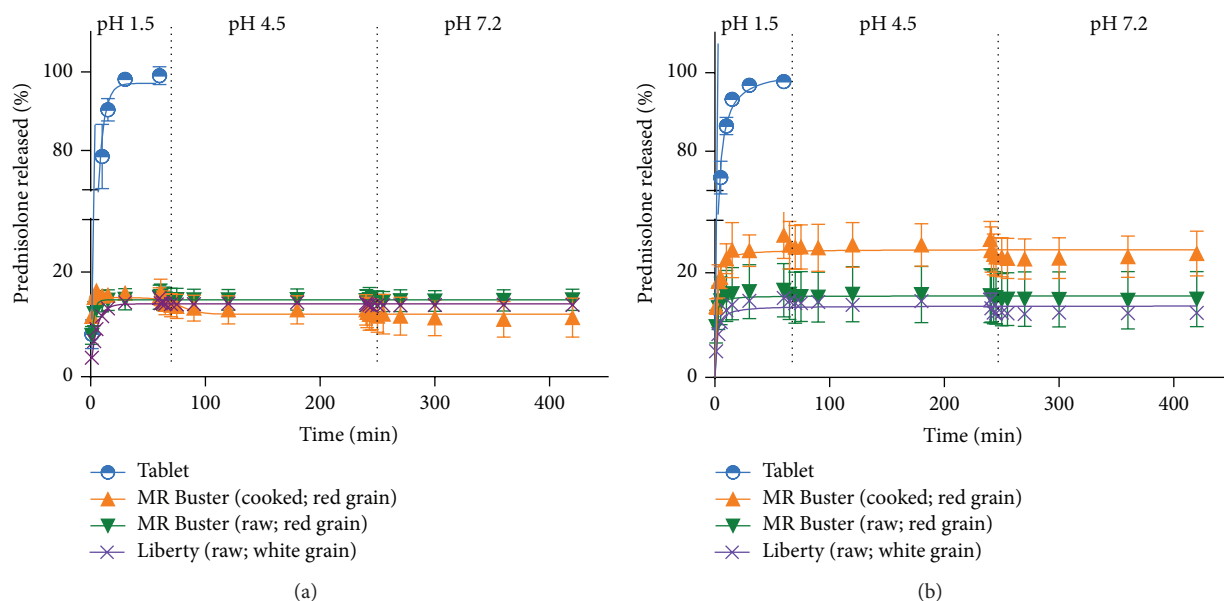 pH 1.5 pH 4.5 pH 7.2
Prednisolone released (%)
100
80
20
0
0 100 200 300 400
Time (min)
Tablet
MR Buster (cooked; red grain)
MR Buster (raw; red grain)
Liberty (raw; white grain)
(a)
pH 1.5 pH 4.5 pH 7.2
Prednisolone released (%)
100
80
20
0
0 100 200 300 400
Time (min)
Tablet
MR Buster (cooked; red grain)
MR Buster (raw; red grain)
Liberty (raw; white grain)
(b)